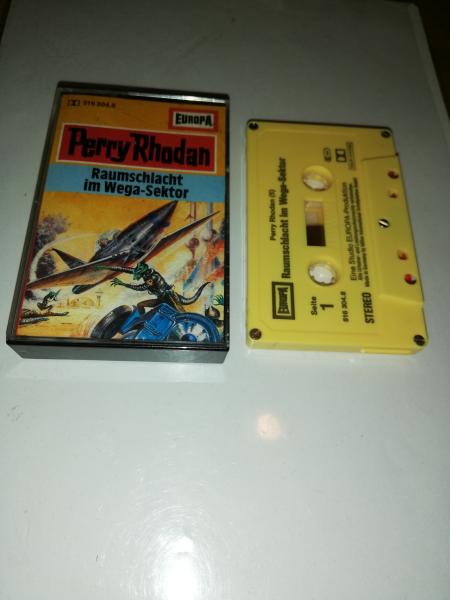 516 304.8
EUROPA
Perry Rhodan
Raumschlacht
im Wega-Sektor
EUROPA
Perry Rhodan (5)
Raumschlacht im Wega-Sektor
Seite
1
516 304.8
STEREO
Eine Studio EUROPA-Produktion